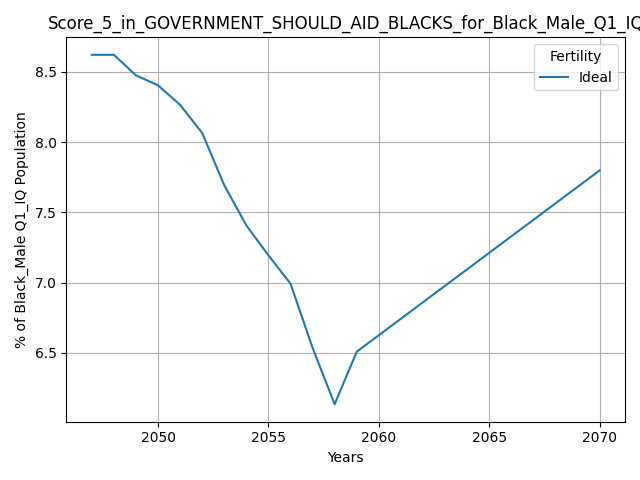 Score_5_in_GOVERNMENT_SHOULD_AID_BLACKS_for_Black_Male_Q1_IQ
Fertility
Ideal
% of Black_Male Q1_IQ Population
8.5
8.0
7.5
7.0
6.5
2050 2055 2060 2065 2070
Years